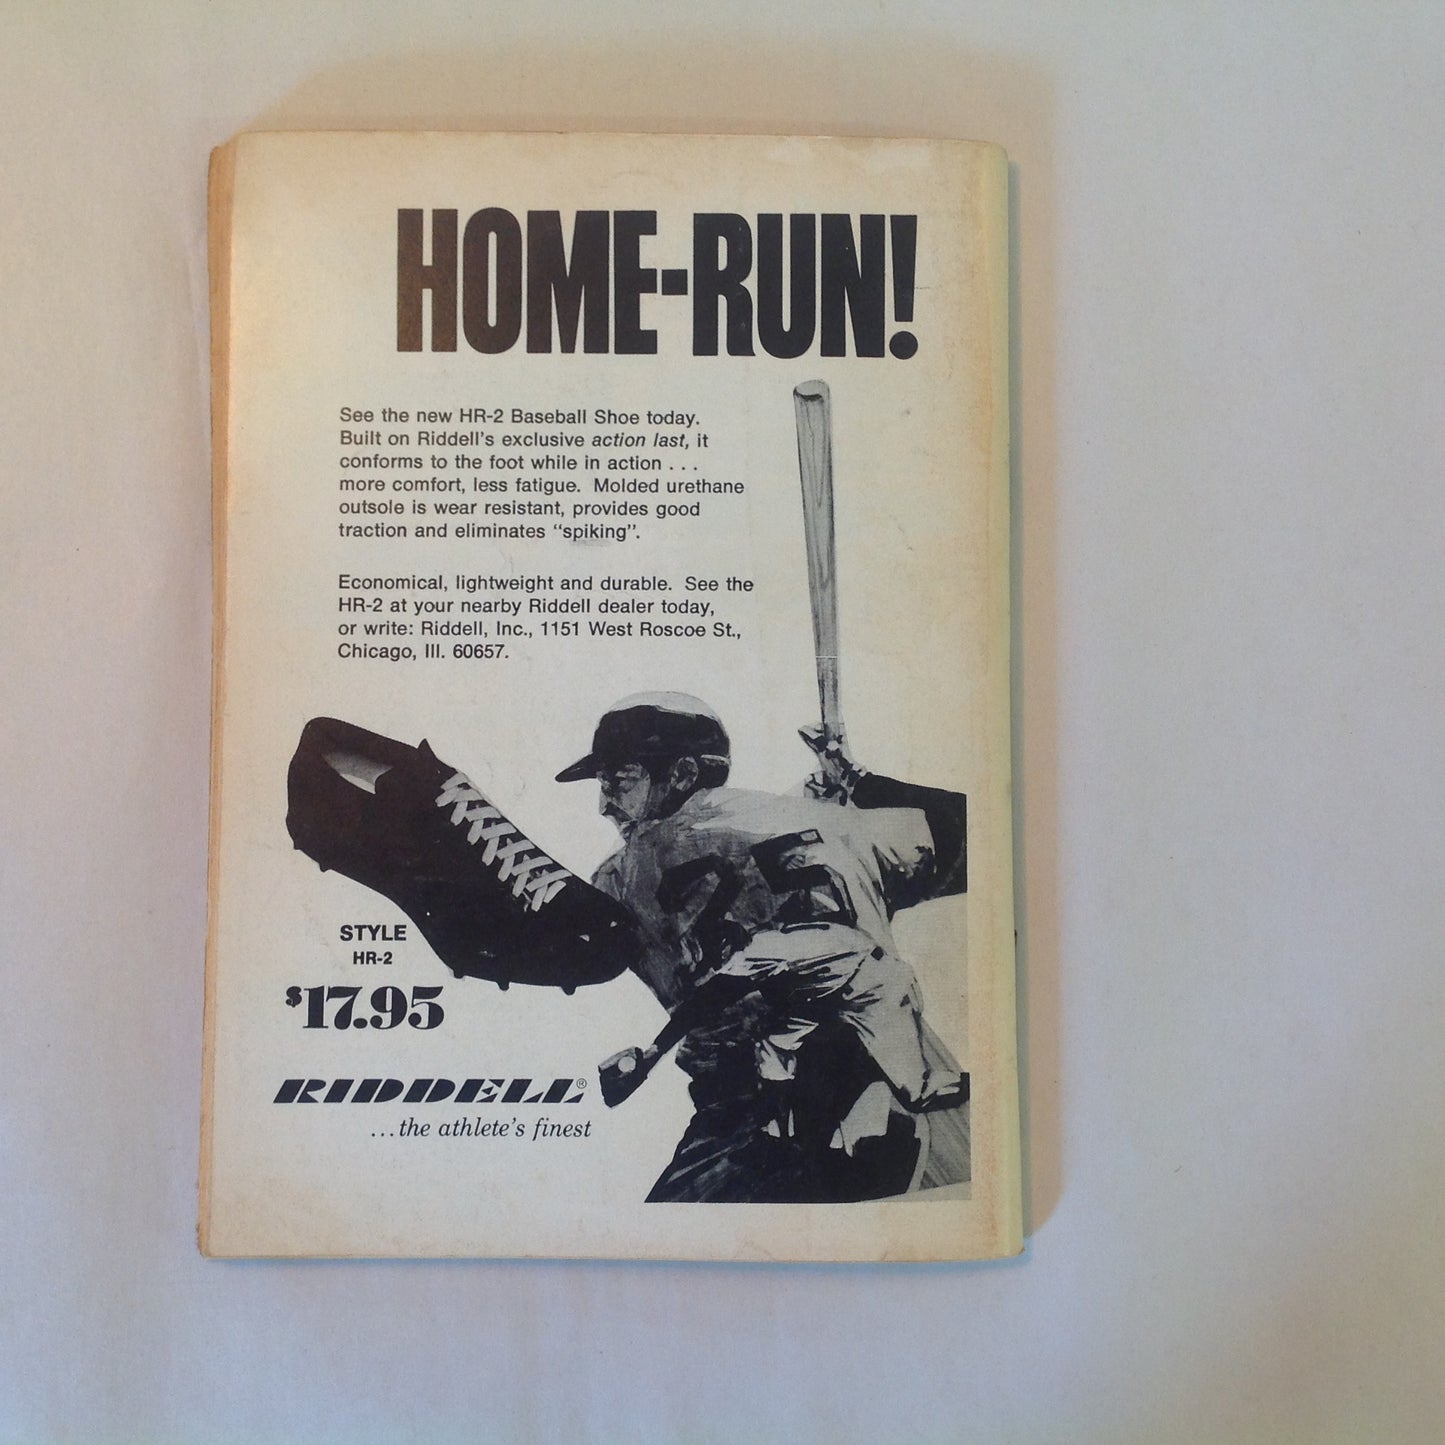 HOME-RUN!
See the new HR-2 Baseball Shoe today.
Built on Riddell's exclusive action last, it
conforms to the foot while in action . . .
more comfort, less fatigue. Molded urethane
outsole is wear resistant, provides good
traction and eliminates "spiking".
Economical, lightweight and durable. See the
HR-2 at your nearby Riddell dealer today,
or write: Riddell, Inc., 1151 West Roscoe St.,
Chicago, Ill. 60657.
25
STYLE
HR-2
$17.95
RIDDELL®
...the athlete's finest